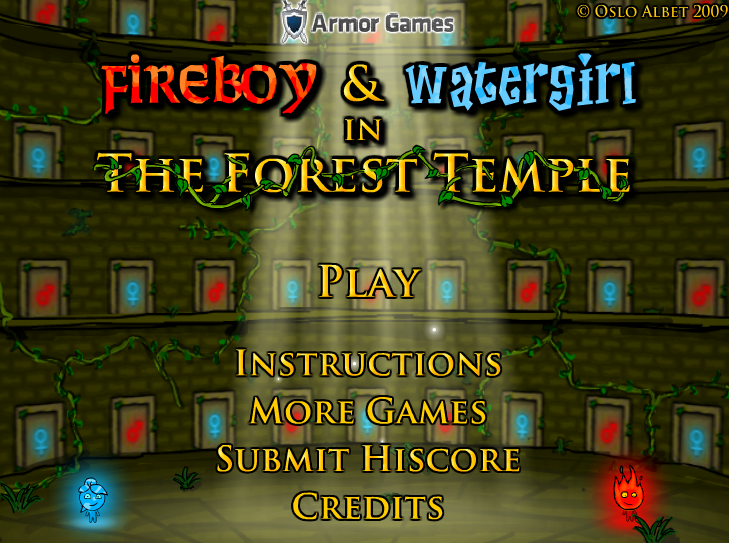 Armor Games
© Oslo Albet 2009
Fireboy & Watergirl
in
The Forest Temple
Play
Instructions
More Games
Submit Hiscore
Credits